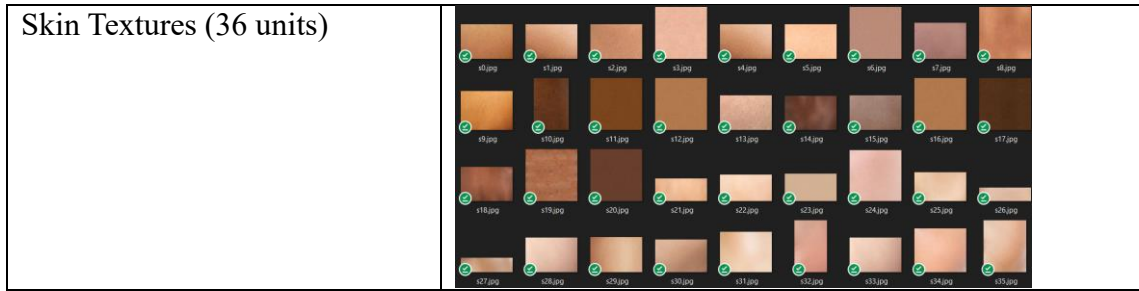 Skin Textures (36 units)
s0.jpg s1.jpg s2.jpg s3.jpg s4.jpg s5.jpg s6.jpg s7.jpg s8.jpg
s9.jpg s10.jpg s11.jpg s12.jpg s13.jpg s14.jpg s15.jpg s16.jpg s17.jpg
s18.jpg s19.jpg s20.jpg s21.jpg s22.jpg s23.jpg s24.jpg s25.jpg s26.jpg
s27.jpg s28.jpg s29.jpg s30.jpg s31.jpg s32.jpg s33.jpg s34.jpg s35.jpg